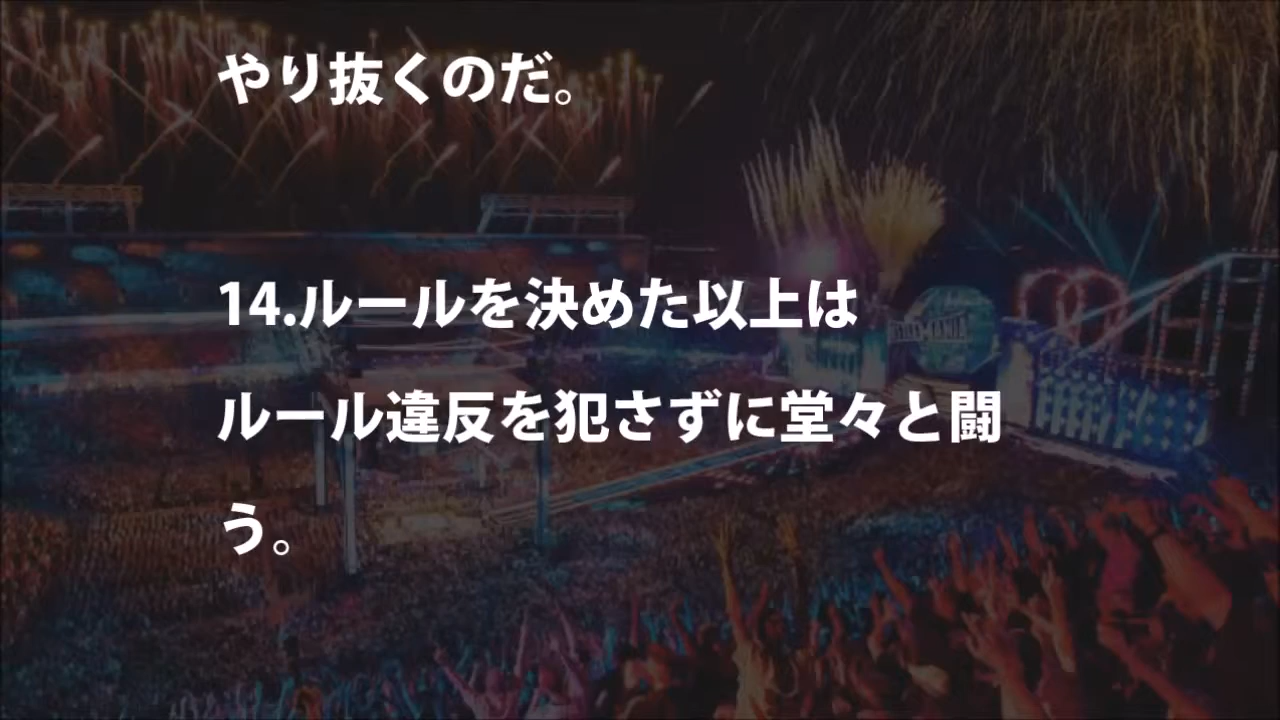 やり抜くのだ。
14.ルールを決めた以上は
ルール違反を犯さずに堂々と闘
う。